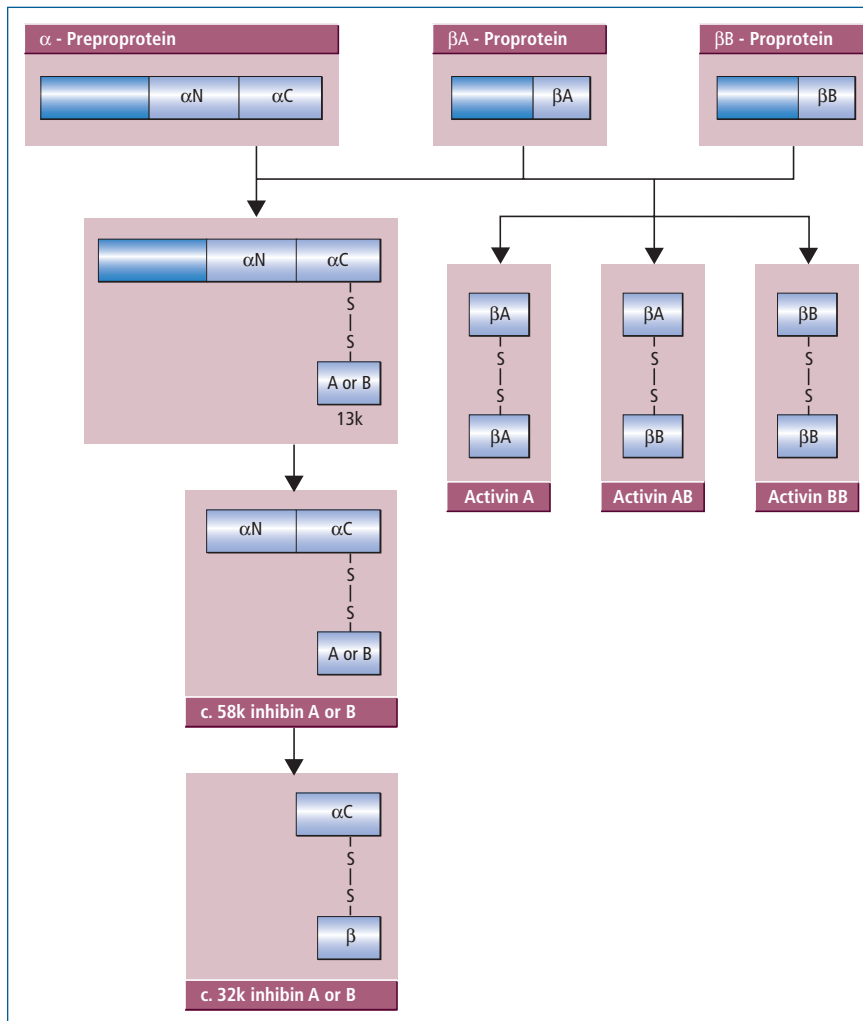 α - Preproprotein
βA - Proprotein
βB - Proprotein
αN
αC
βA
βB
αN
αC
S
S
A or B
13k
βA
S
S
βA
Activin A
βA
S
S
βB
Activin AB
βB
S
S
βB
Activin BB
αN
αC
S
S
A or B
c. 58k inhibin A or B
αC
S
S
β
c. 32k inhibin A or B